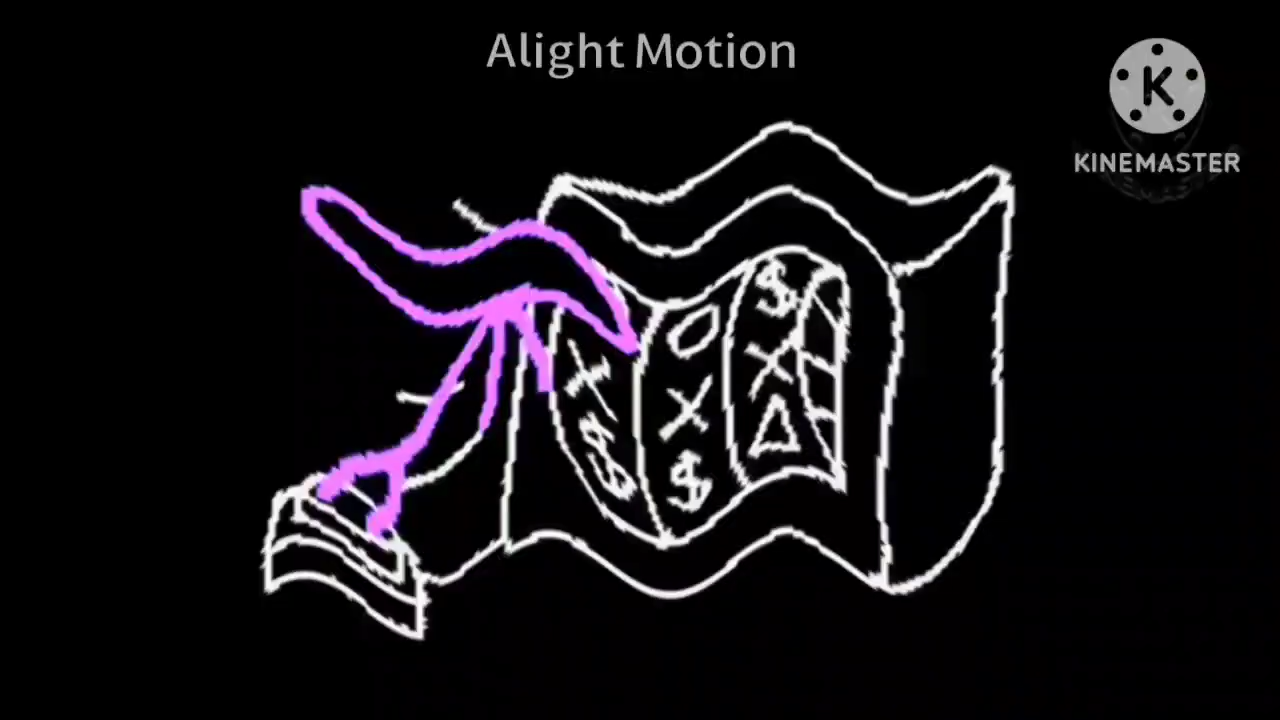 Alight Motion
K
KINEMASTER
$
O
X
X
X
$
$